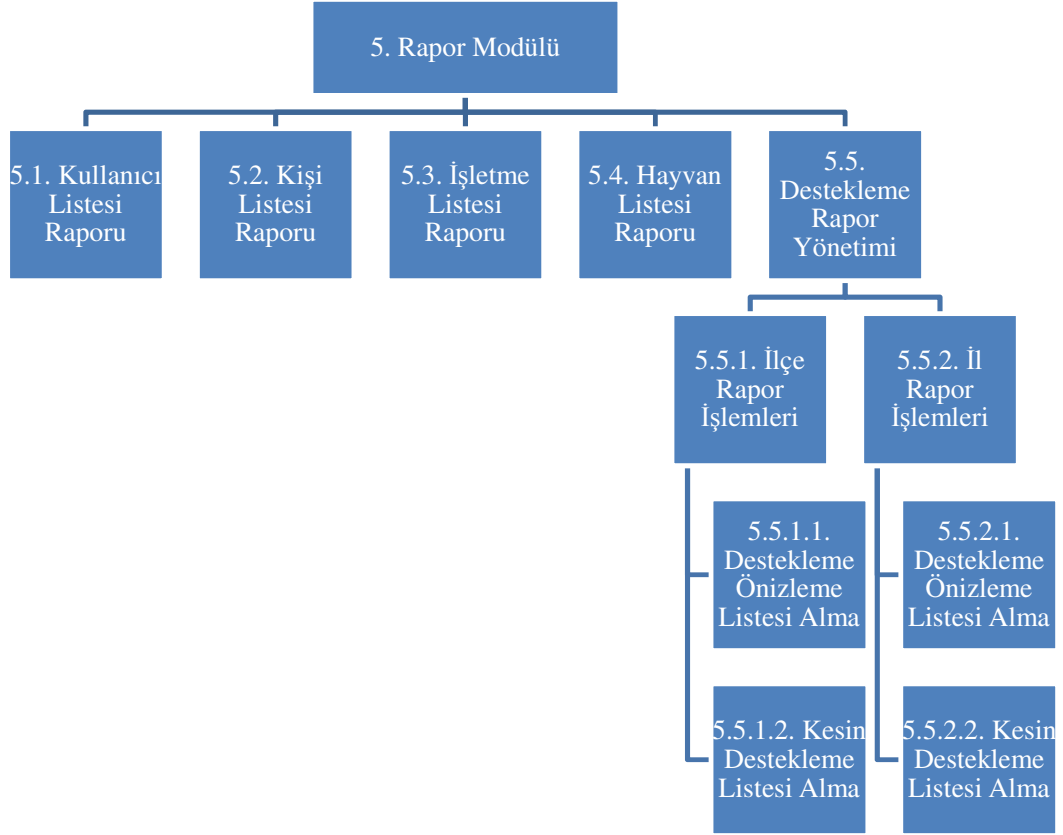 5. Rapor Modülü
5.1. Kullanıcı
Listesi
Raporu
5.2. Kişi
Listesi
Raporu
5.3. İşletme
Listesi
Raporu
5.4. Hayvan
Listesi
Raporu
5.5.
Destekleme
Rapor
Yönetimi
5.5.1. İlçe
Rapor
İşlemleri
5.5.2. İl
Rapor
İşlemleri
5.5.1.1.
Destekleme
Önizleme
Listesi Alma
5.5.2.1.
Destekleme
Önizleme
Listesi Alma
5.5.1.2. Kesin
Destekleme
Listesi Alma
5.5.2.2. Kesin
Destekleme
Listesi Alma